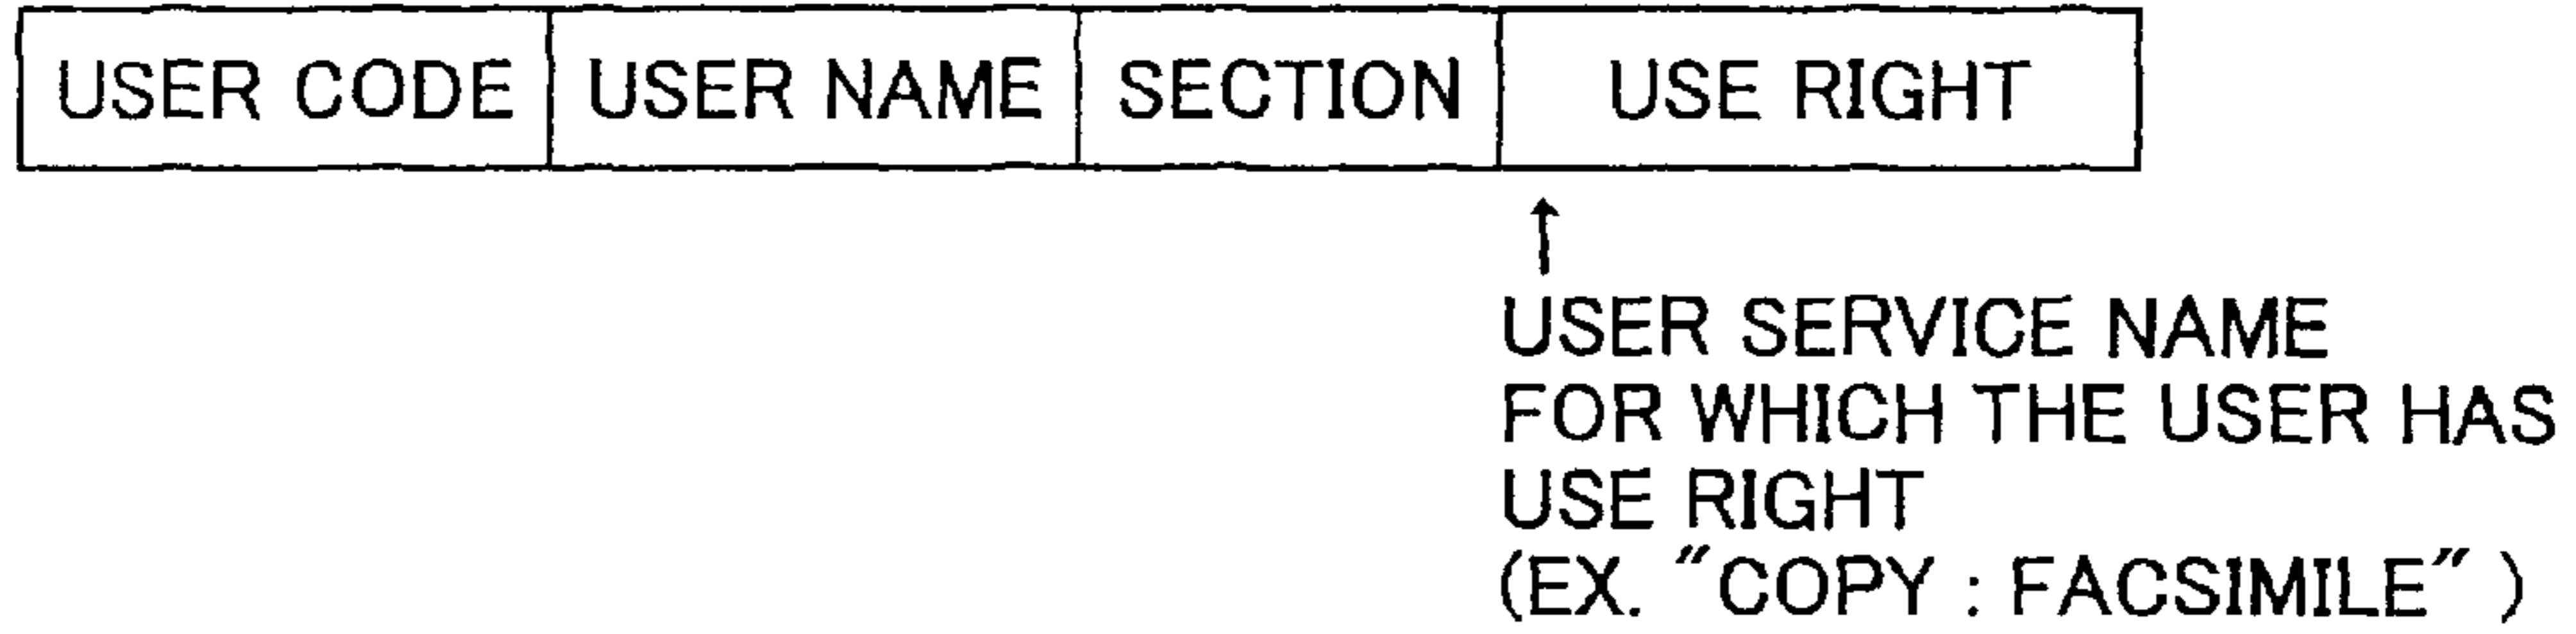 USER CODE USER NAME SECTION USE RIGHT
USER SERVICE NAME
FOR WHICH THE USER HAS
USE RIGHT
(EX. "COPY : FACSIMILE" )